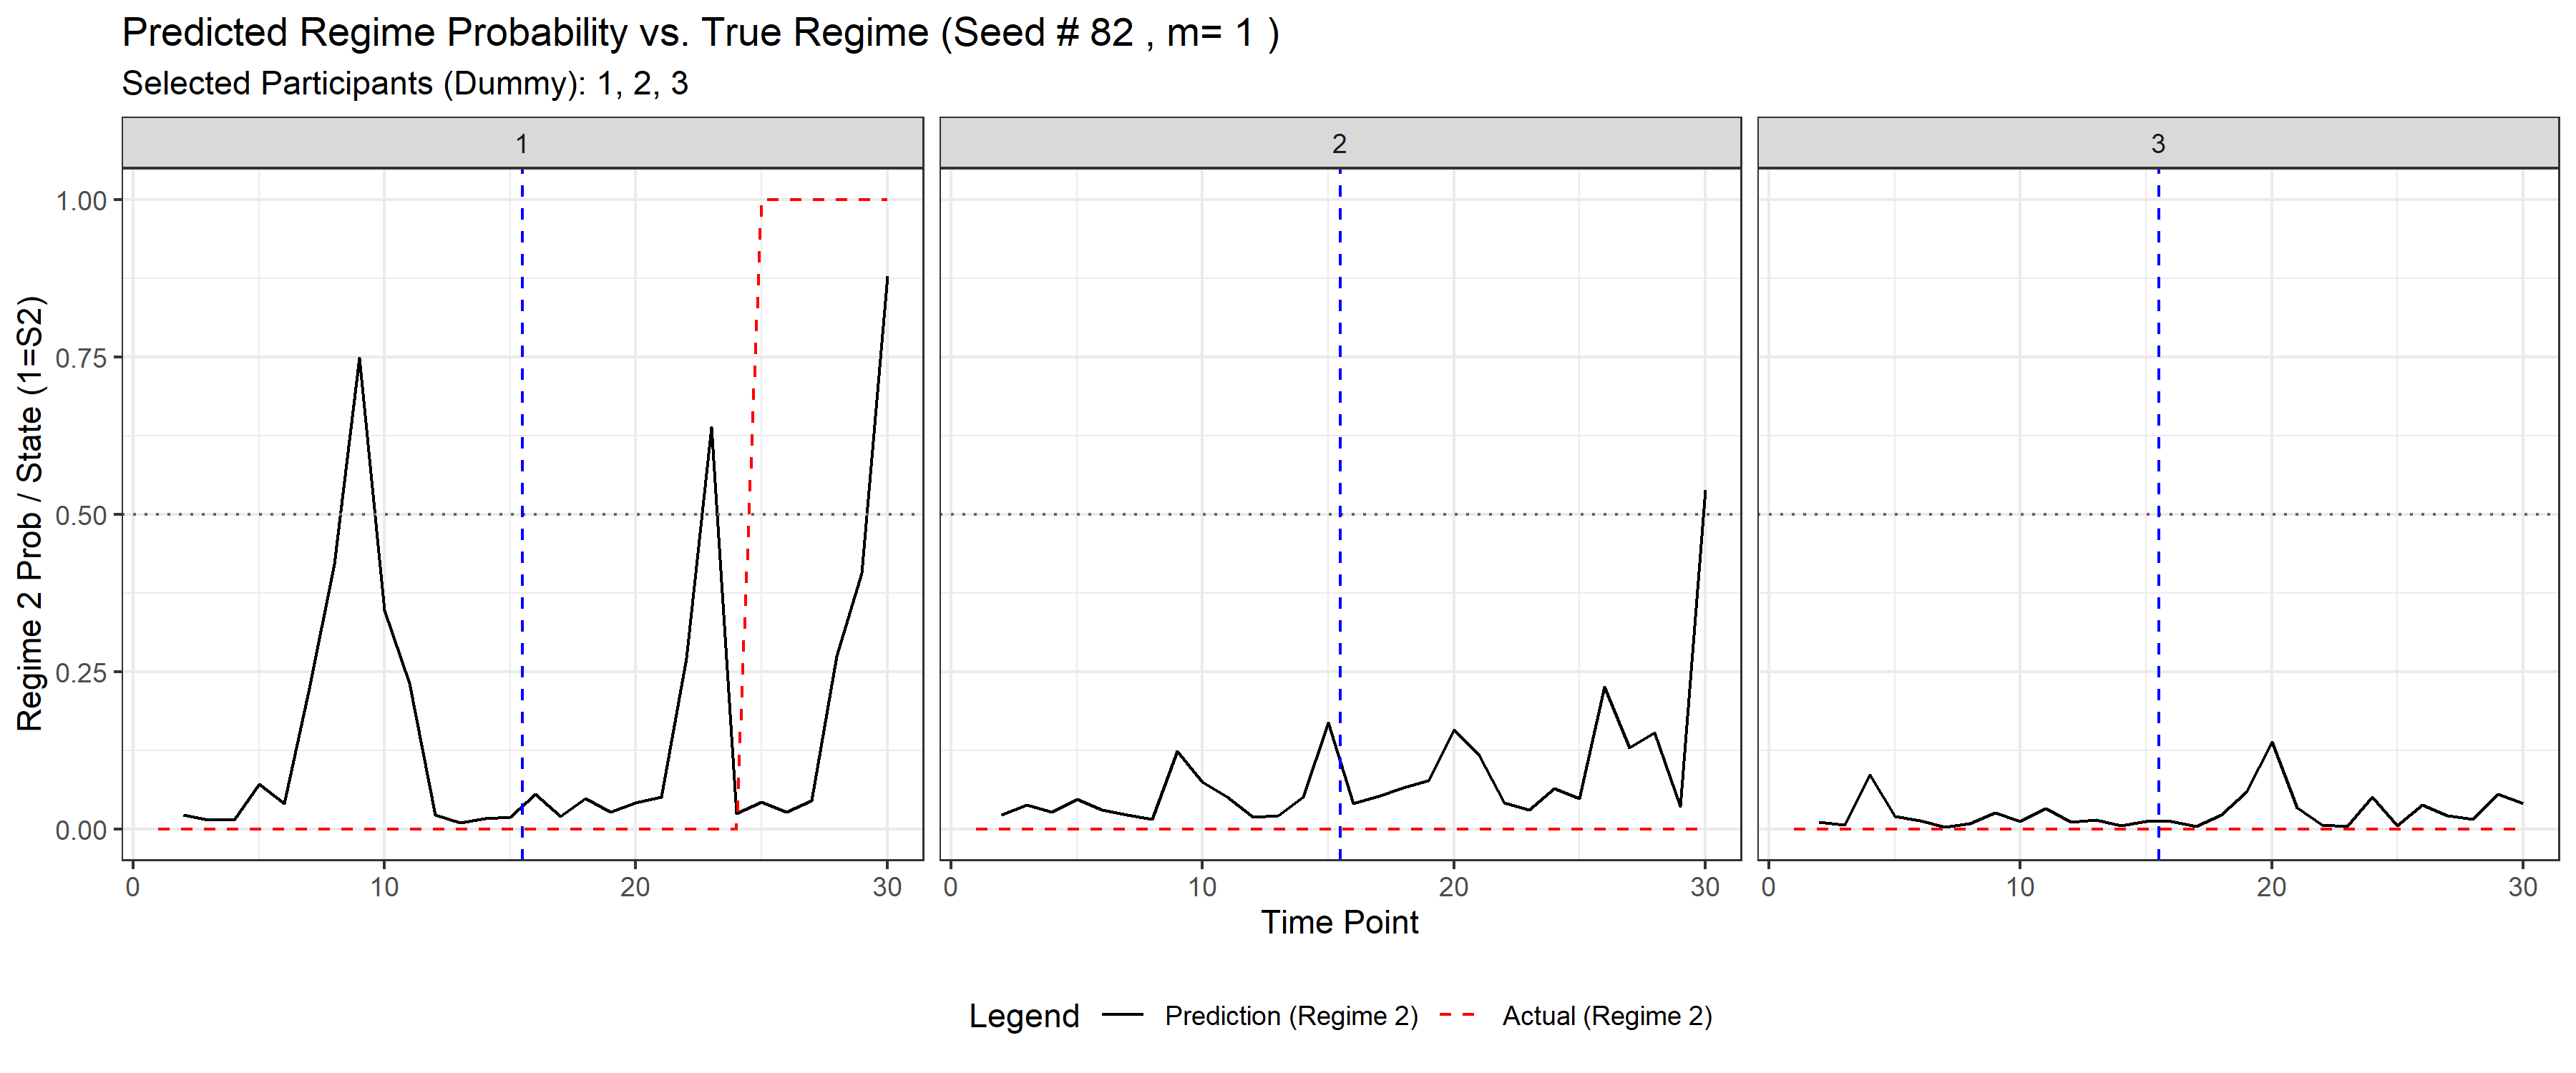 Predicted Regime Probability vs. True Regime (Seed # 82 , m= 1 )
Selected Participants (Dummy): 1, 2, 3
1 2 3
Regime 2 Prob / State (1=S2)
1.00
0.75
0.50
0.25
0.00
0 10 20 30 0 10 20 30 0 10 20 30
Time Point
Legend Prediction (Regime 2) Actual (Regime 2)